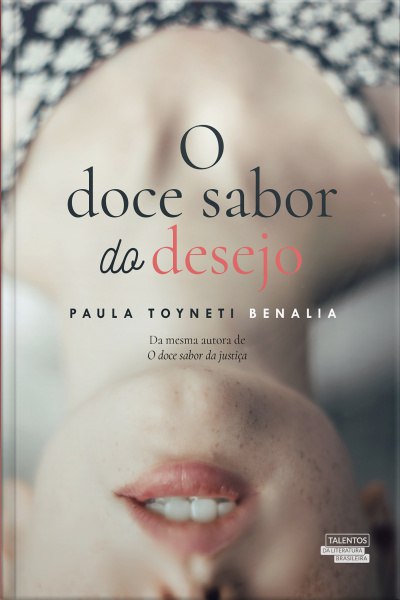 O
doce sabor
do desejo
PAULA TOYNETI BENALIA
Da mesma autora de
O doce sabor da justiça
TALENTOS
DA LITERATURA
BRASILEIRA